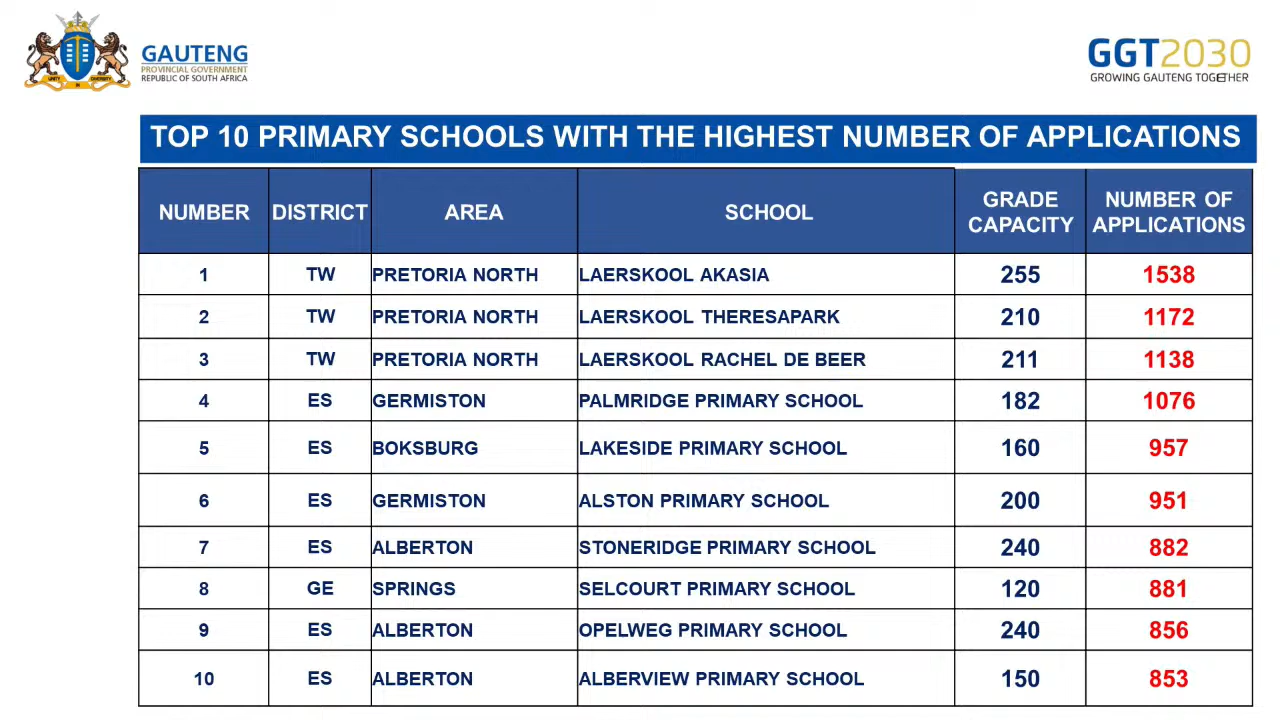 GAUTENG
PROVINCIAL GOVERNMENT
REPUBLIC OF SOUTH AFRICA
UNITY IN DIVERSITY
GGT2030
GROWING GAUTENG TOGETHER
TOP 10 PRIMARY SCHOOLS WITH THE HIGHEST NUMBER OF APPLICATIONS
NUMBER DISTRICT AREA SCHOOL GRADE CAPACITY NUMBER OF APPLICATIONS
1 TW PRETORIA NORTH LAERSKOOL AKASIA 255 1538
2 TW PRETORIA NORTH LAERSKOOL THERESAPARK 210 1172
3 TW PRETORIA NORTH LAERSKOOL RACHEL DE BEER 211 1138
4 ES GERMISTON PALMRIDGE PRIMARY SCHOOL 182 1076
5 ES BOKSBURG LAKESIDE PRIMARY SCHOOL 160 957
6 ES GERMISTON ALSTON PRIMARY SCHOOL 200 951
7 ES ALBERTON STONERIDGE PRIMARY SCHOOL 240 882
8 GE SPRINGS SELCOURT PRIMARY SCHOOL 120 881
9 ES ALBERTON OPELWEG PRIMARY SCHOOL 240 856
10 ES ALBERTON ALBERVIEW PRIMARY SCHOOL 150 853